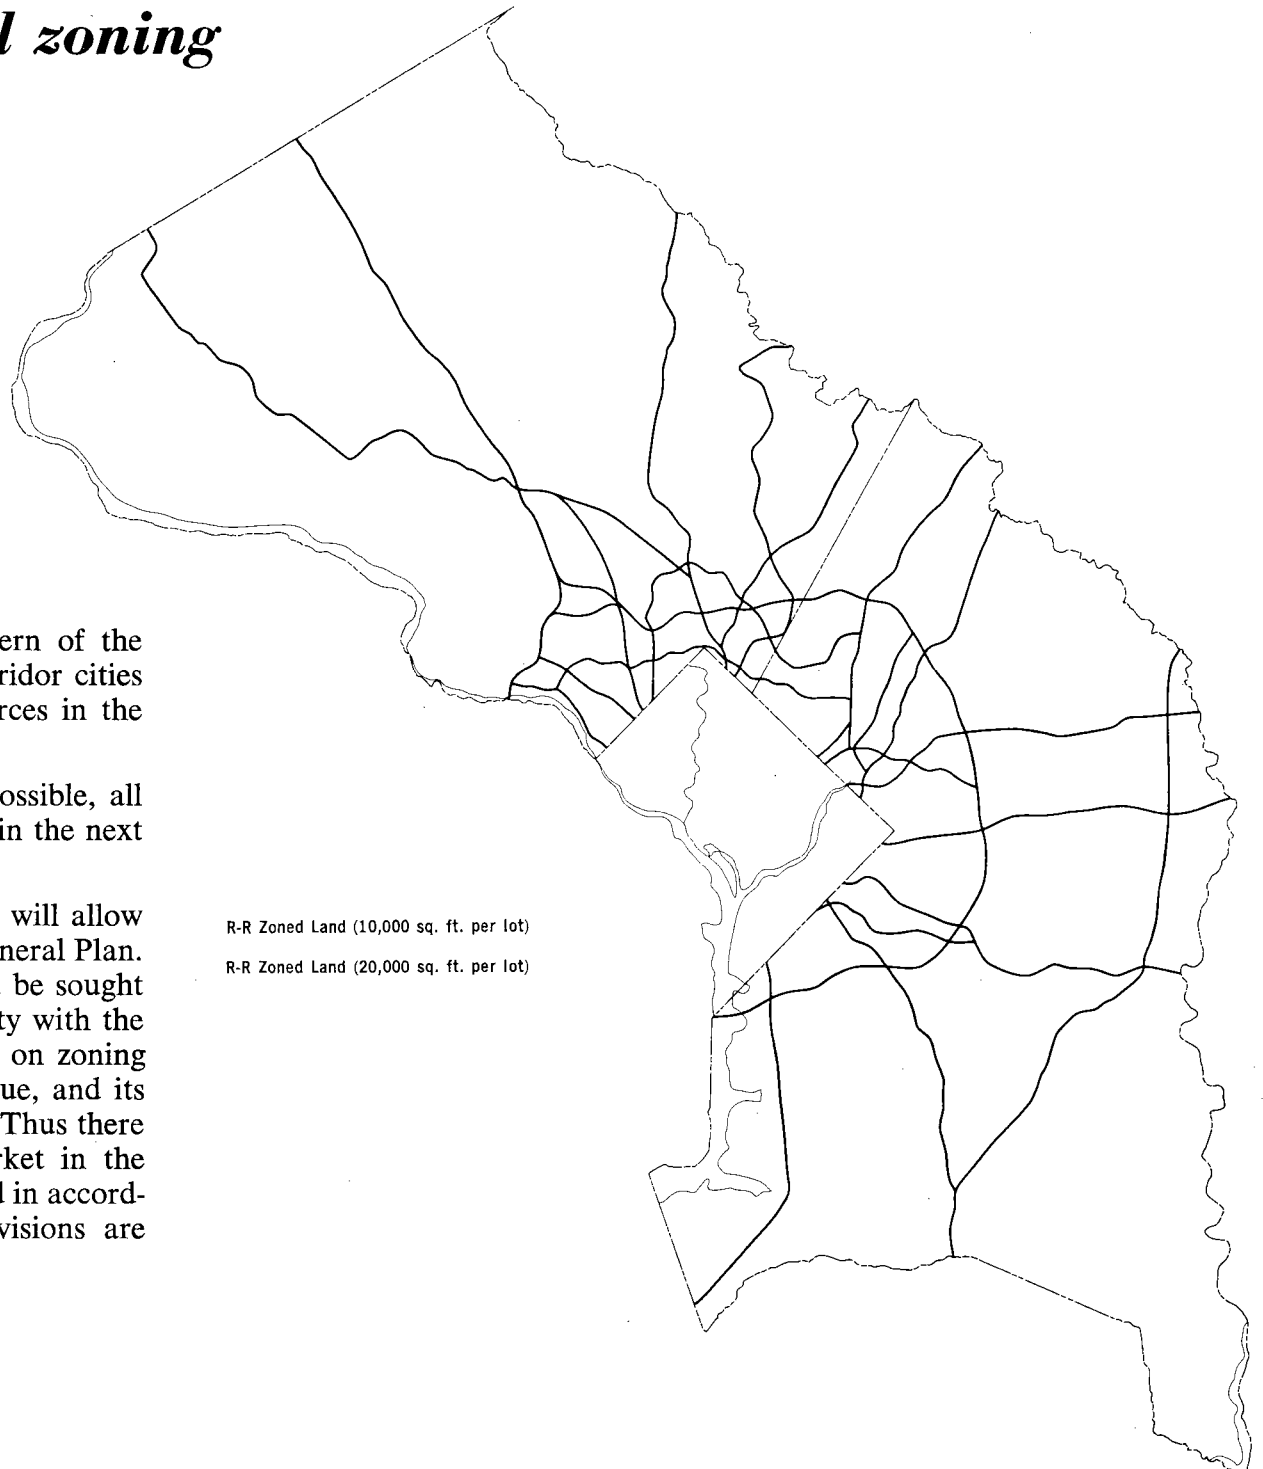 zoning
ern of the
ridor cities
rces in the
ossible, all
in the next
will allow
neral Plan.
be sought
ty with the
on zoning
ue, and its
Thus there
rket in the
l in accord-
visions are
R-R Zoned Land (10,000 sq. ft. per lot)
R-R Zoned Land (20,000 sq. ft. per lot)